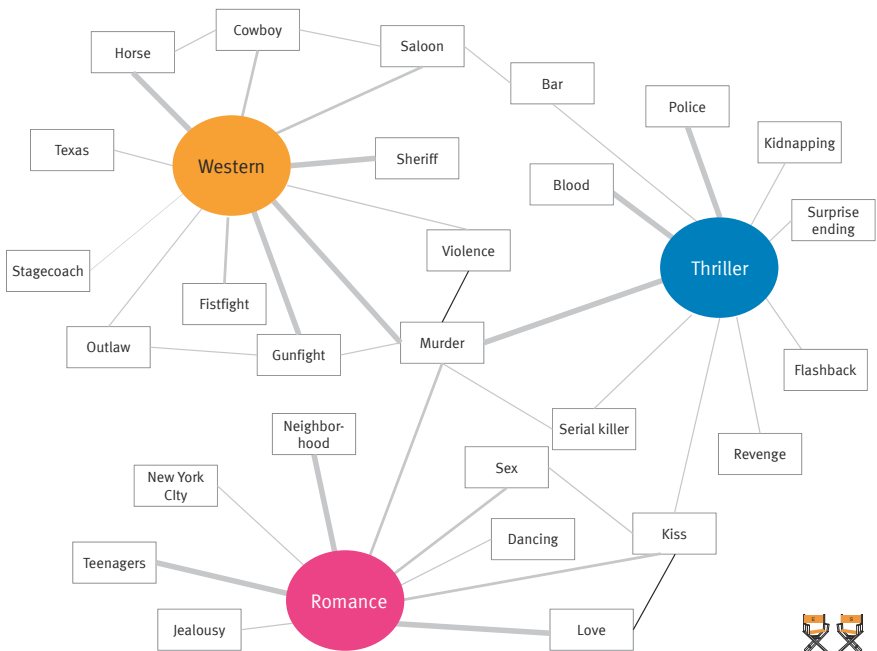 Cowboy
Horse
Saloon
Bar
Police
Kidnapping
Texas
Western
Sheriff
Blood
Surprise
ending
Violence
Thriller
Stagecoach
Fistfight
Outlaw
Gunfight
Murder
Flashback
Neighbor-
hood
Serial killer
Revenge
Sex
New York
CIty
Kiss
Dancing
Teenagers
Romance
Jealousy
Love